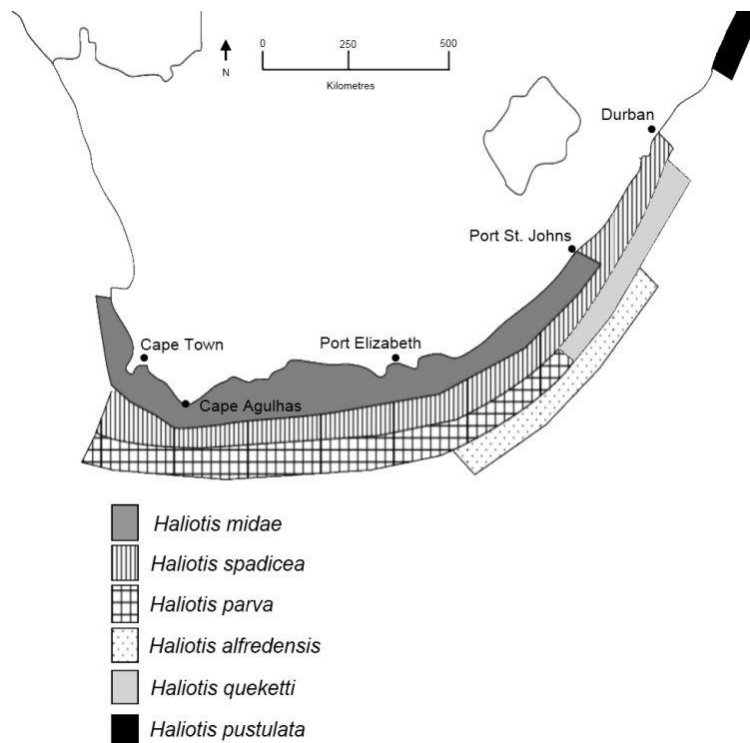 0 250 500
N
Kilometres
Durban
Port St. Johns
Cape Town
Port Elizabeth
Cape Agulhas
Haliotis midae
Haliotis spadicea
Haliotis parva
Haliotis alfredensis
Haliotis queketti
Haliotis pustulata